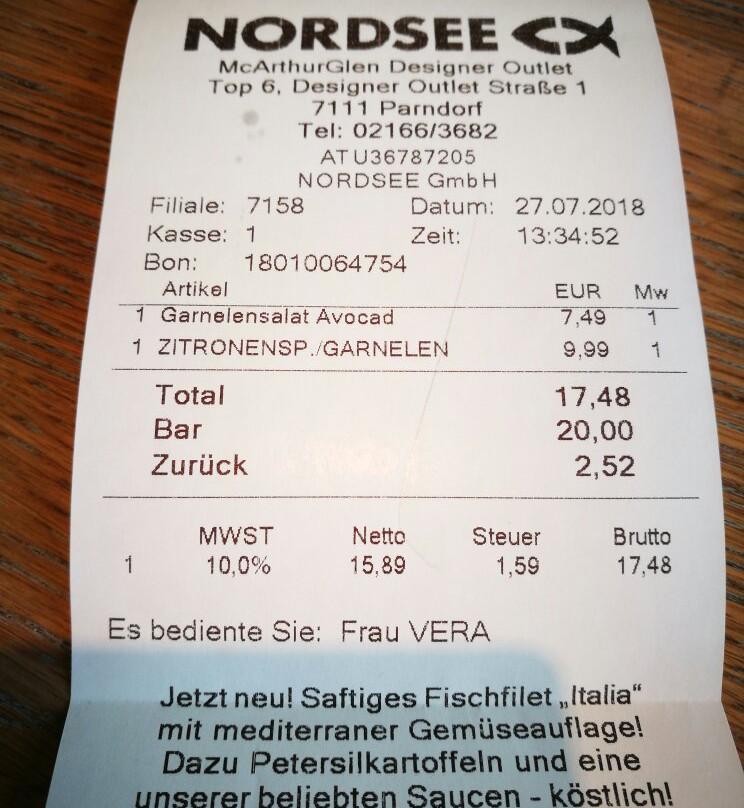 NORDSEE
McArthurGlen Designer Outlet
Top 6, Designer Outlet Straße 1
7111 Parndorf
Tel: 02166/3682
ATU36787205
NORDSEE GmbH
Filiale: 7158 Datum: 27.07.2018
Kasse: 1 Zeit: 13:34:52
Bon: 18010064754
Artikel EUR Mw
1 Garnelensalat Avocad 7,49 1
1 ZITRONENSP./GARNELEN 9,99 1
Total 17,48
Bar 20,00
Zurück 2,52
MWST Netto Steuer Brutto
1 10,0% 15,89 1,59 17,48
Es bediente Sie: Frau VERA
Jetzt neu! Saftiges Fischfilet „Italia“
mit mediterraner Gemüseauflage!
Dazu Petersilkartoffeln und eine
unserer beliebten Saucen - köstlich!